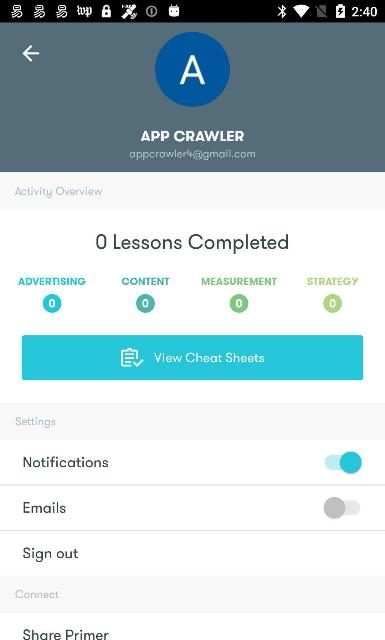 2:40
A
APP CRAWLER
appcrawler4@gmail.com
Activity Overview
0 Lessons Completed
ADVERTISING CONTENT MEASUREMENT STRATEGY
0 0 0 0
View Cheat Sheets
Settings
Notifications
Emails
Sign out
Connect
Share Primer